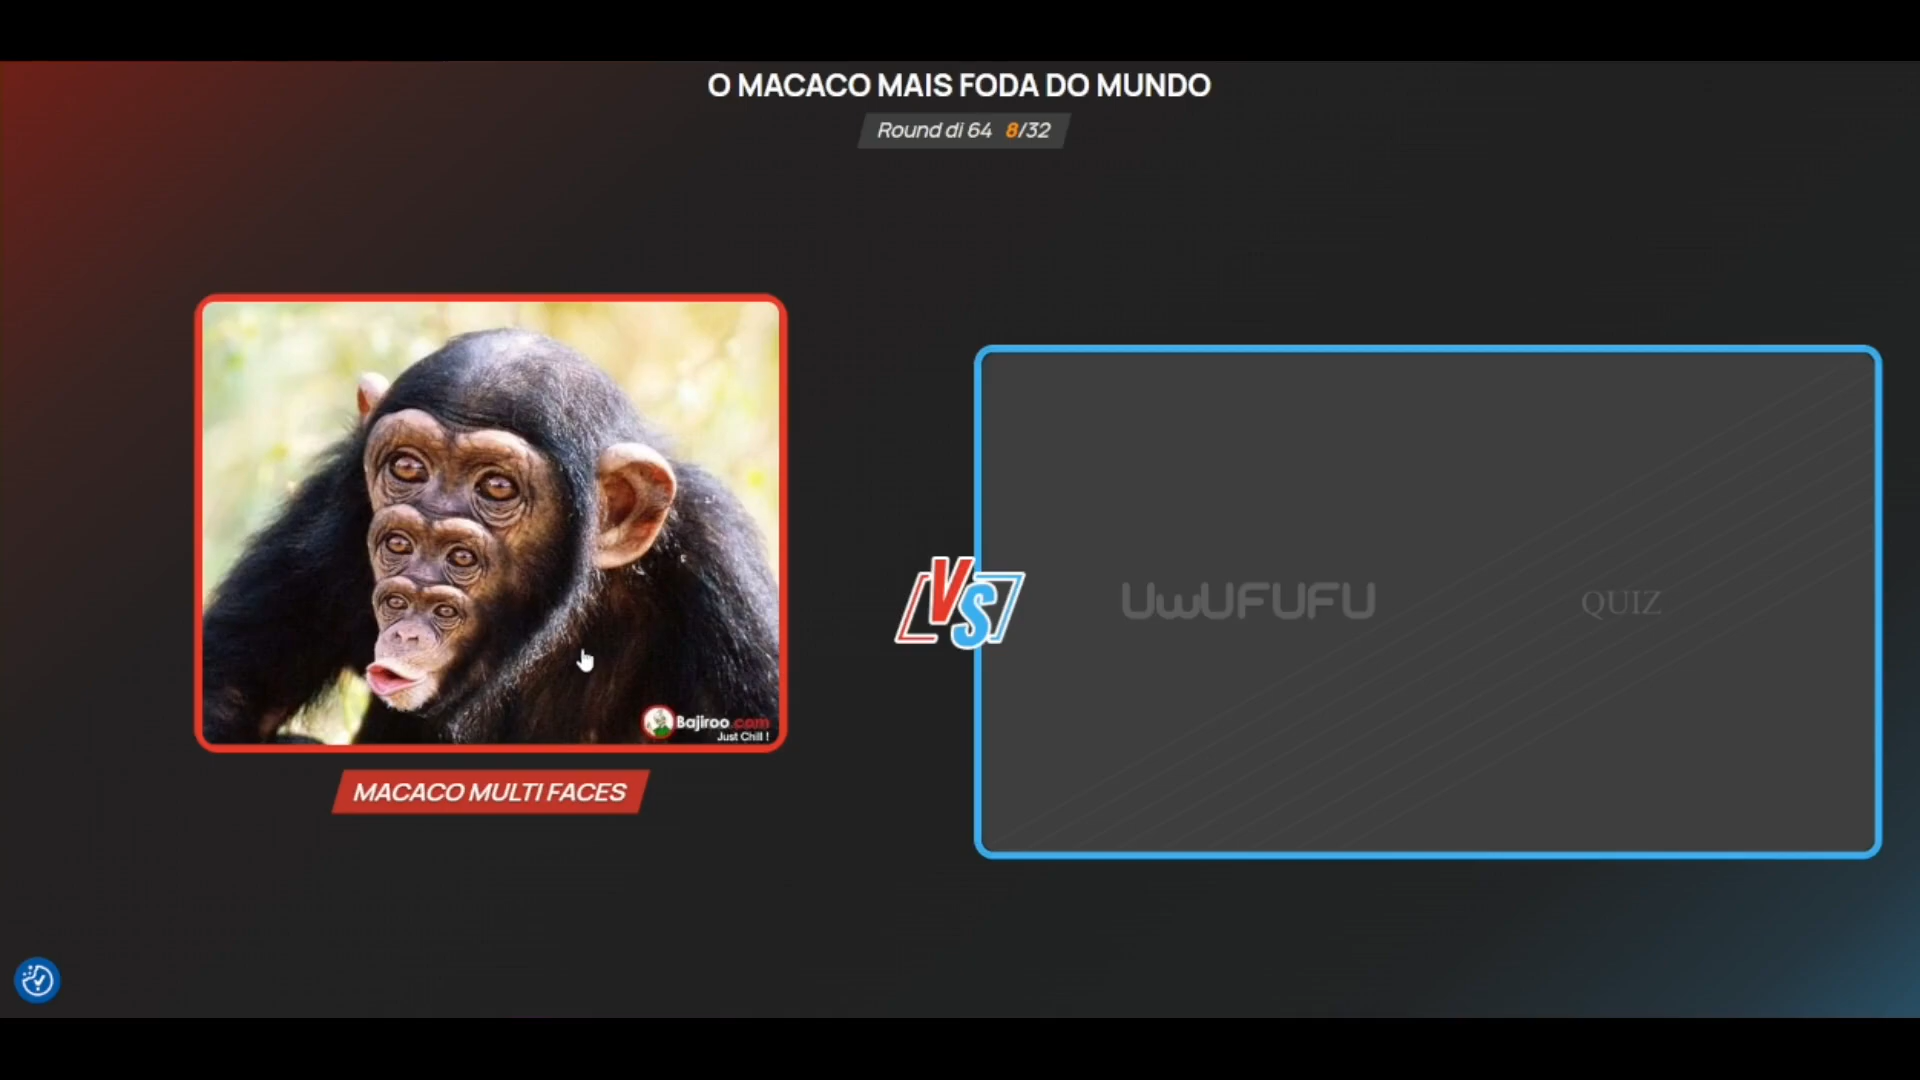 O MACACO MAIS FODA DO MUNDO
Round di 64 8/32
Bajiroo.com
Just Chill !
MACACO MULTI FACES
VS
UwUFUFU
QUIZ